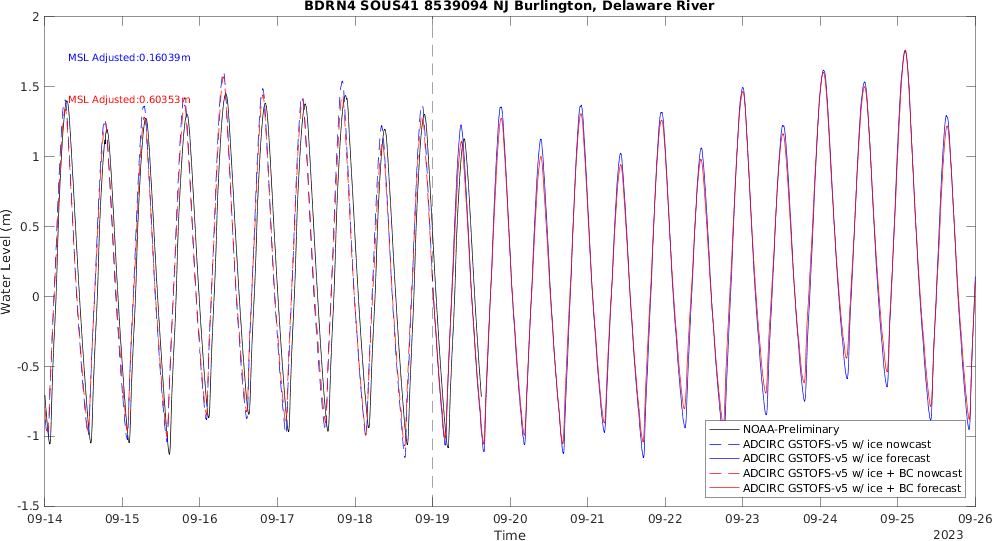 BDRN4 SOUS41 8539094 NJ Burlington, Delaware River
2
MSL Adjusted:0.16039m
1.5
MSL Adjusted:0.60353m
1
0.5
Water Level (m)
0
-0.5
-1
NOAA-Preliminary
ADCIRC GSTOFS-v5 w/ ice nowcast
ADCIRC GSTOFS-v5 w/ ice forecast
ADCIRC GSTOFS-v5 w/ ice + BC nowcast
ADCIRC GSTOFS-v5 w/ ice + BC forecast
-1.5
09-14 09-15 09-16 09-17 09-18 09-19 09-20 09-21 09-22 09-23 09-24 09-25 09-26
Time
2023